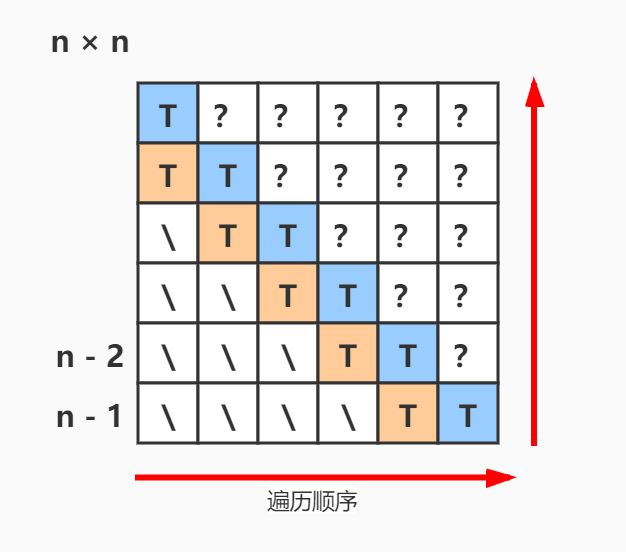 n × n
T ? ? ? ? ?
T T ? ? ? ?
\ T T ? ? ?
\ \ T T ? ?
n - 2 \ \ \ T T ?
n - 1 \ \ \ \ T T
遍历顺序